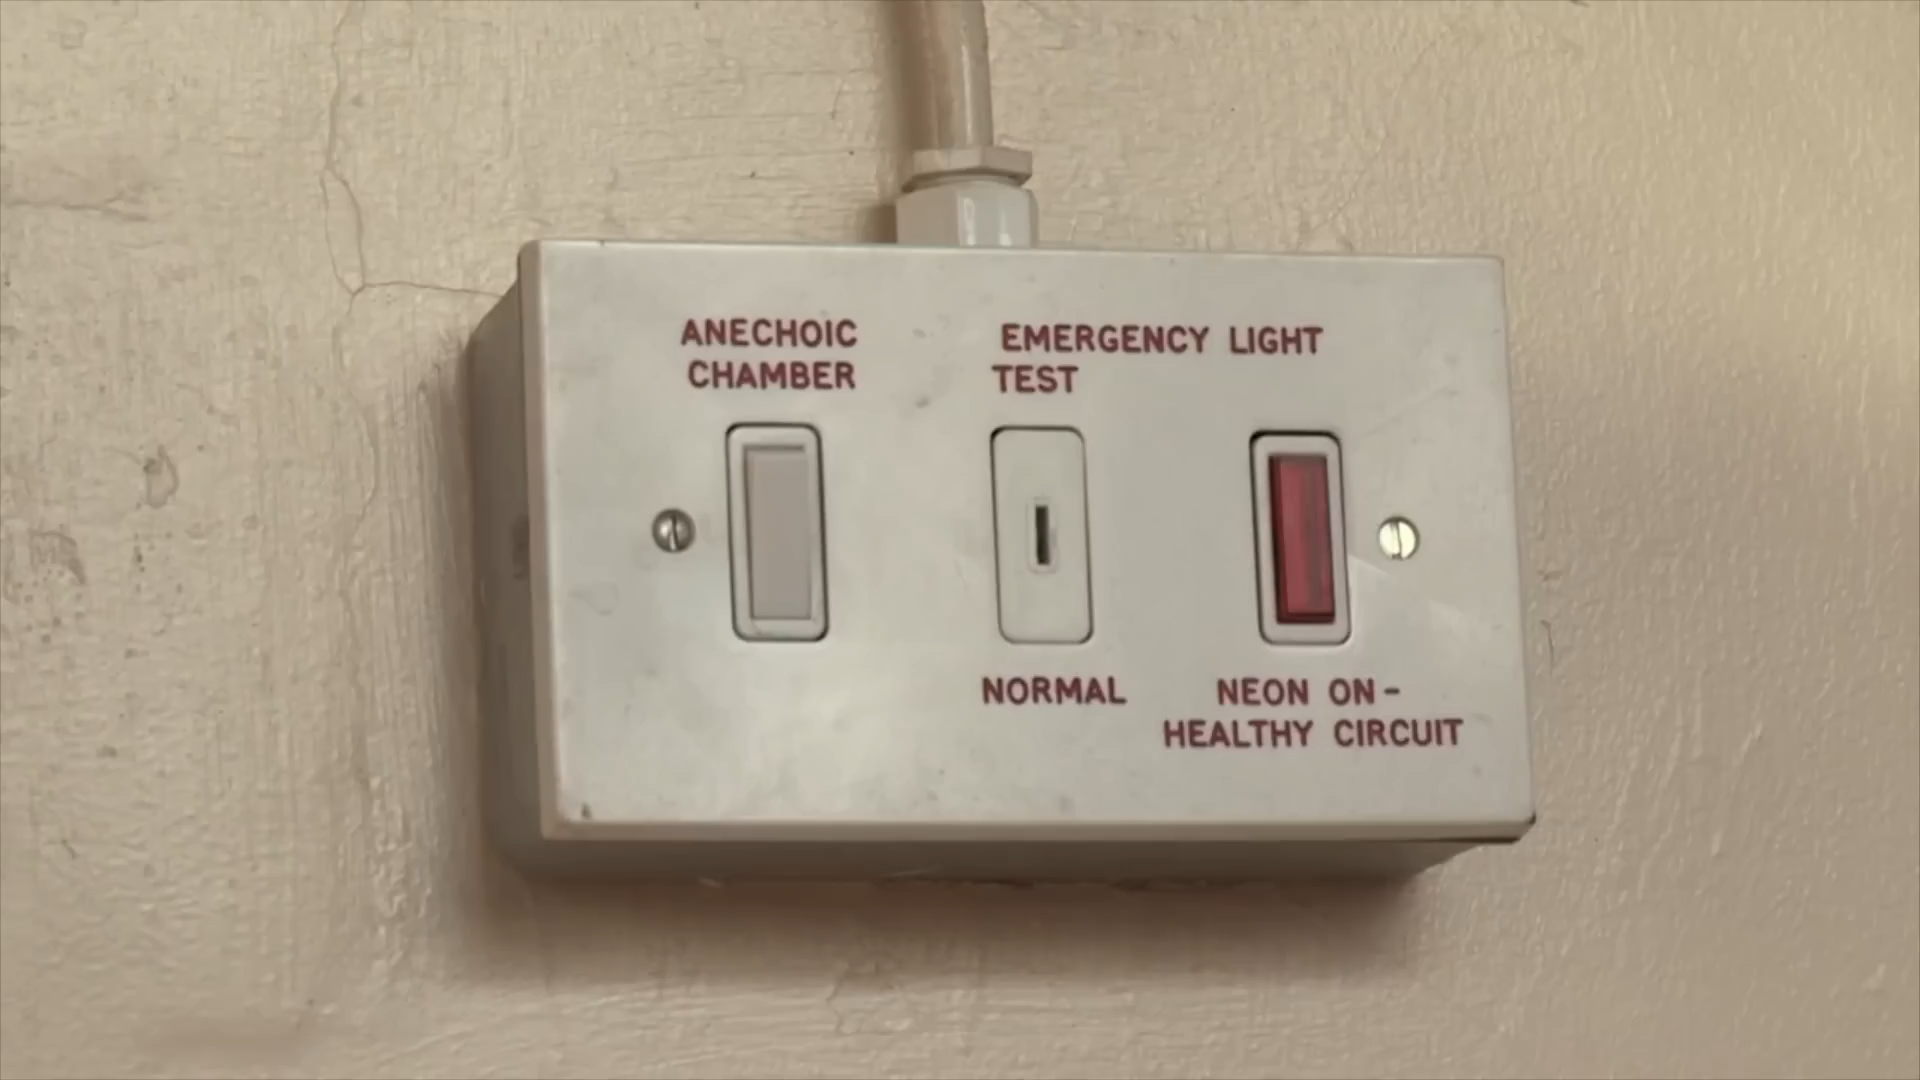 ANECHOIC
CHAMBER
EMERGENCY LIGHT
TEST
NORMAL
NEON ON-
HEALTHY CIRCUIT